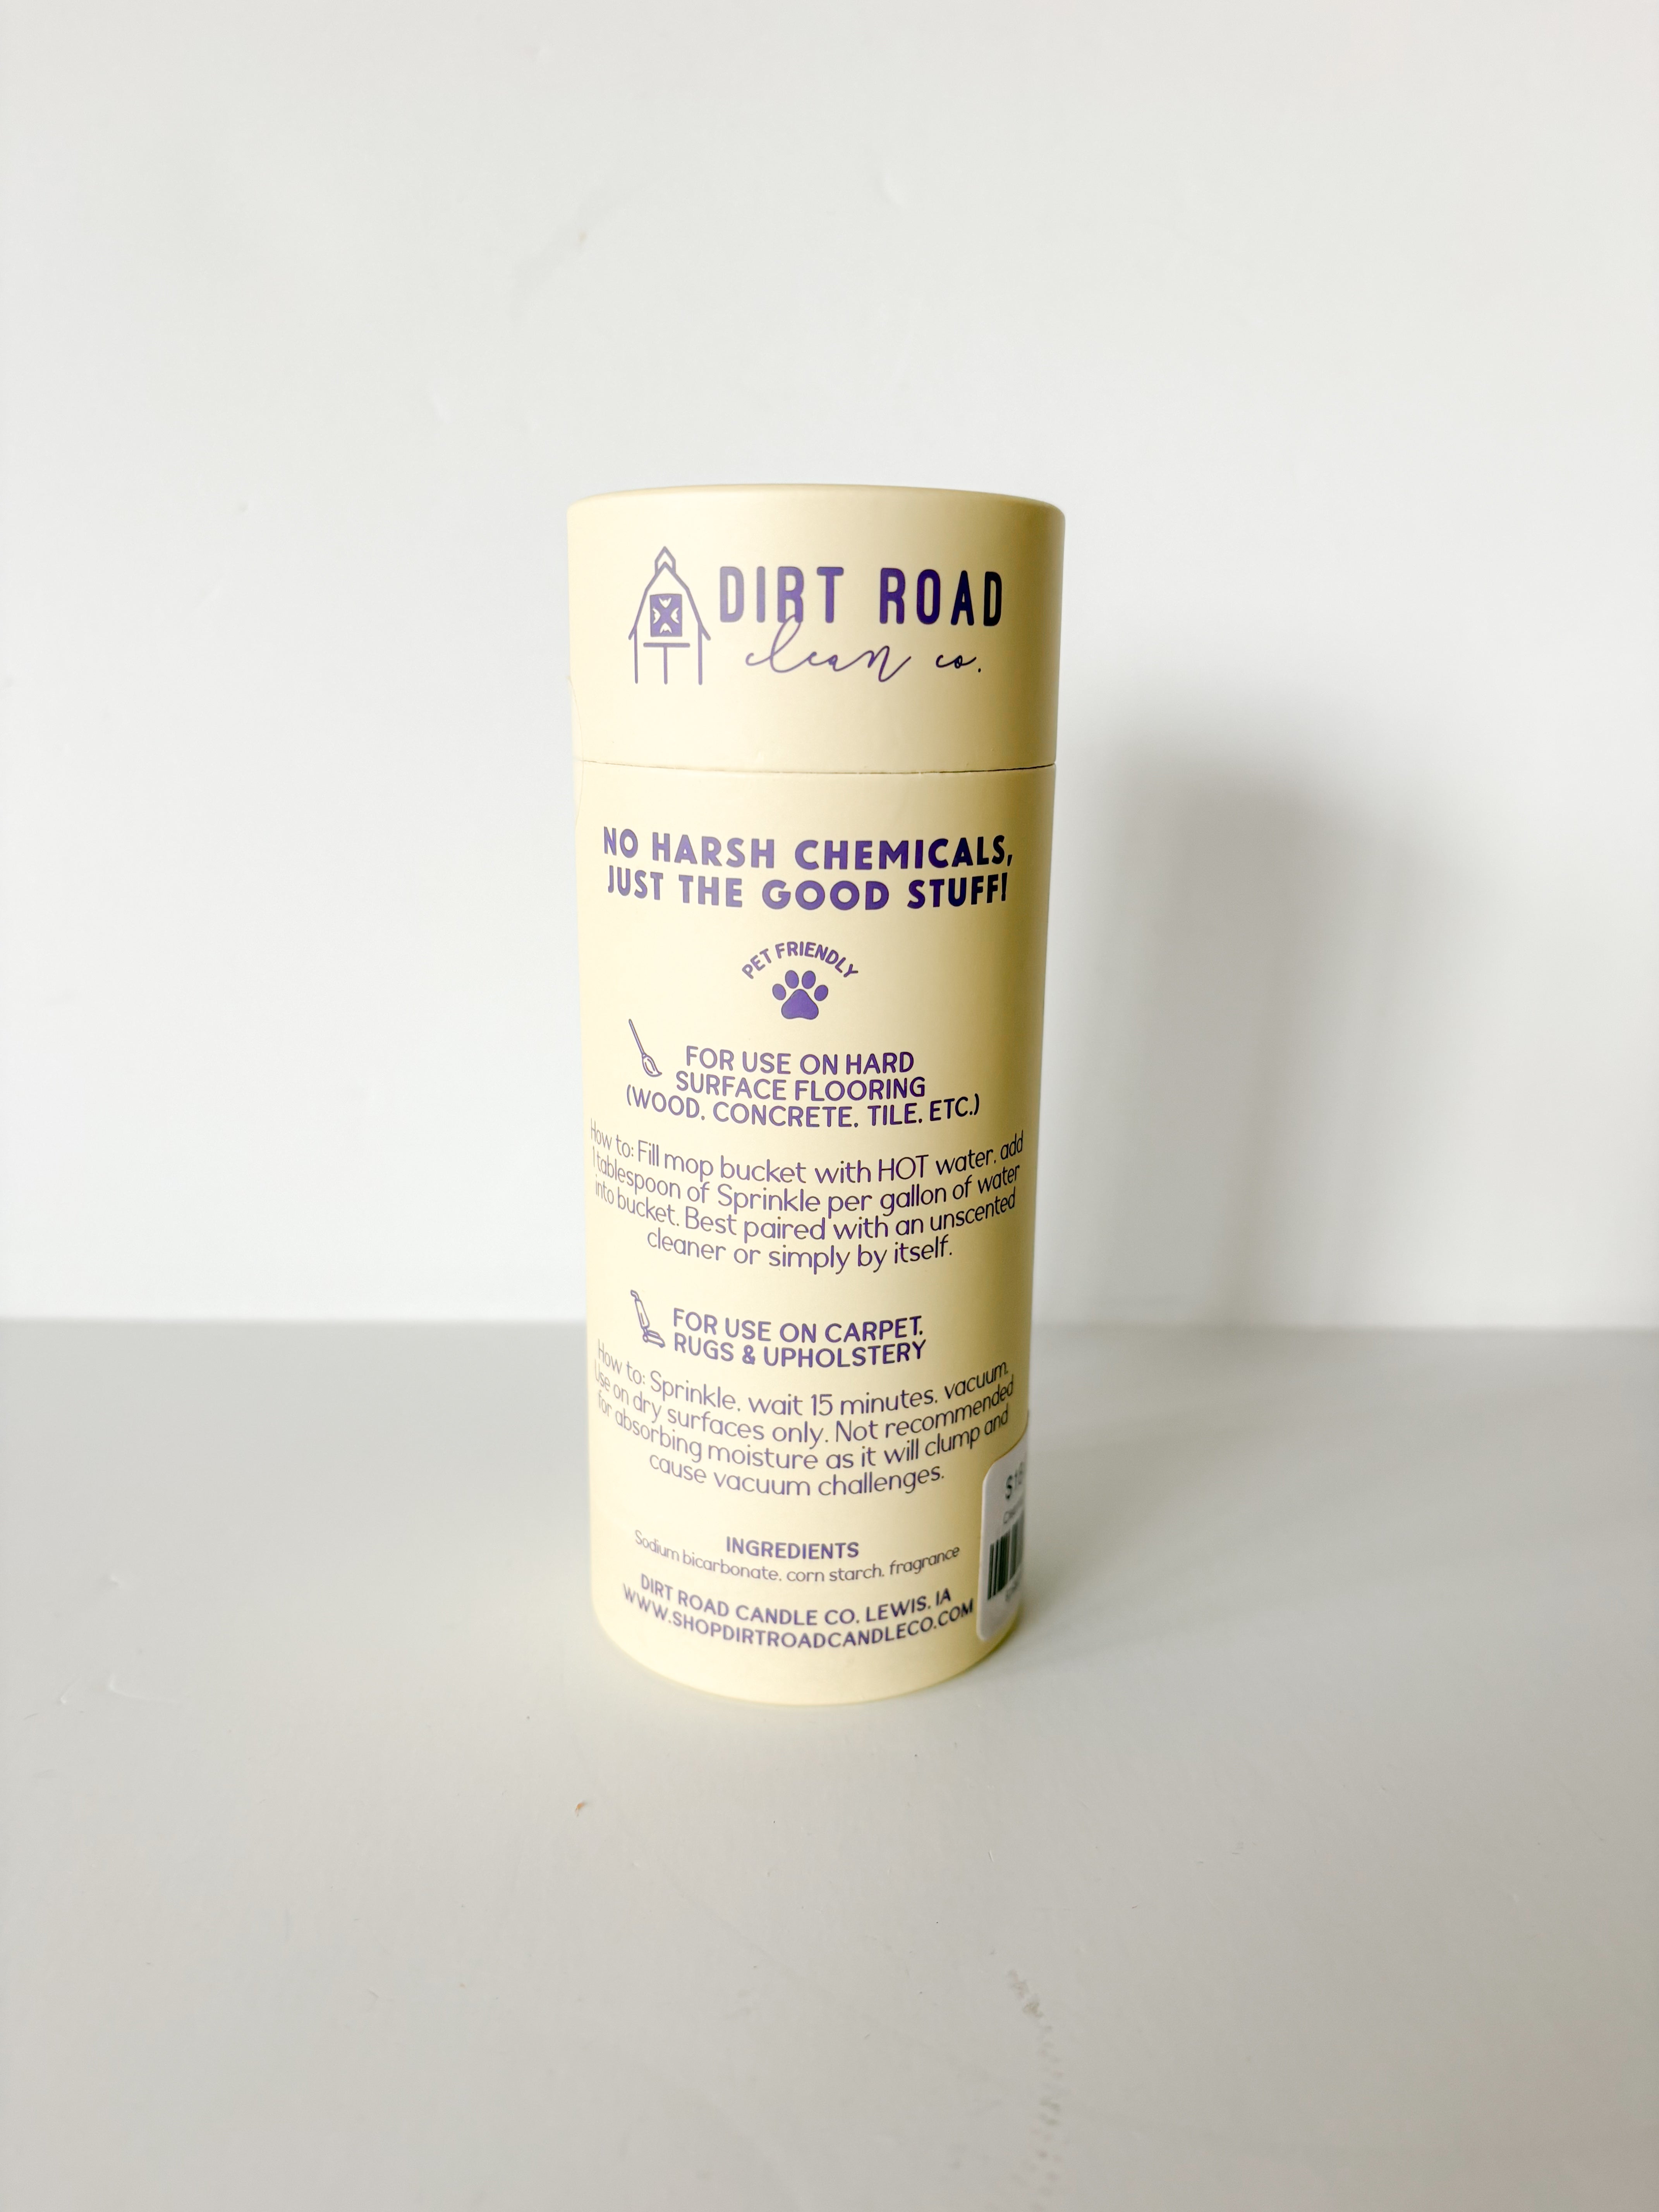 DIRT ROAD
clean co.
NO HARSH CHEMICALS,
JUST THE GOOD STUFF!
PET FRIENDLY
FOR USE ON HARD
SURFACE FLOORING
(WOOD, CONCRETE, TILE, ETC.)
How to: Fill mop bucket with HOT water, add
1 tablespoon of Sprinkle per gallon of water
into bucket. Best paired with an unscented
cleaner or simply by itself.
FOR USE ON CARPET,
RUGS & UPHOLSTERY
How to: Sprinkle, wait 15 minutes, vacuum.
Use on dry surfaces only. Not recommended
for absorbing moisture as it will clump and
cause vacuum challenges.
INGREDIENTS
Sodium bicarbonate, corn starch, fragrance
DIRT ROAD CANDLE CO, LEWIS, IA
WWW.SHOPDIRTROADCANDLECO.COM